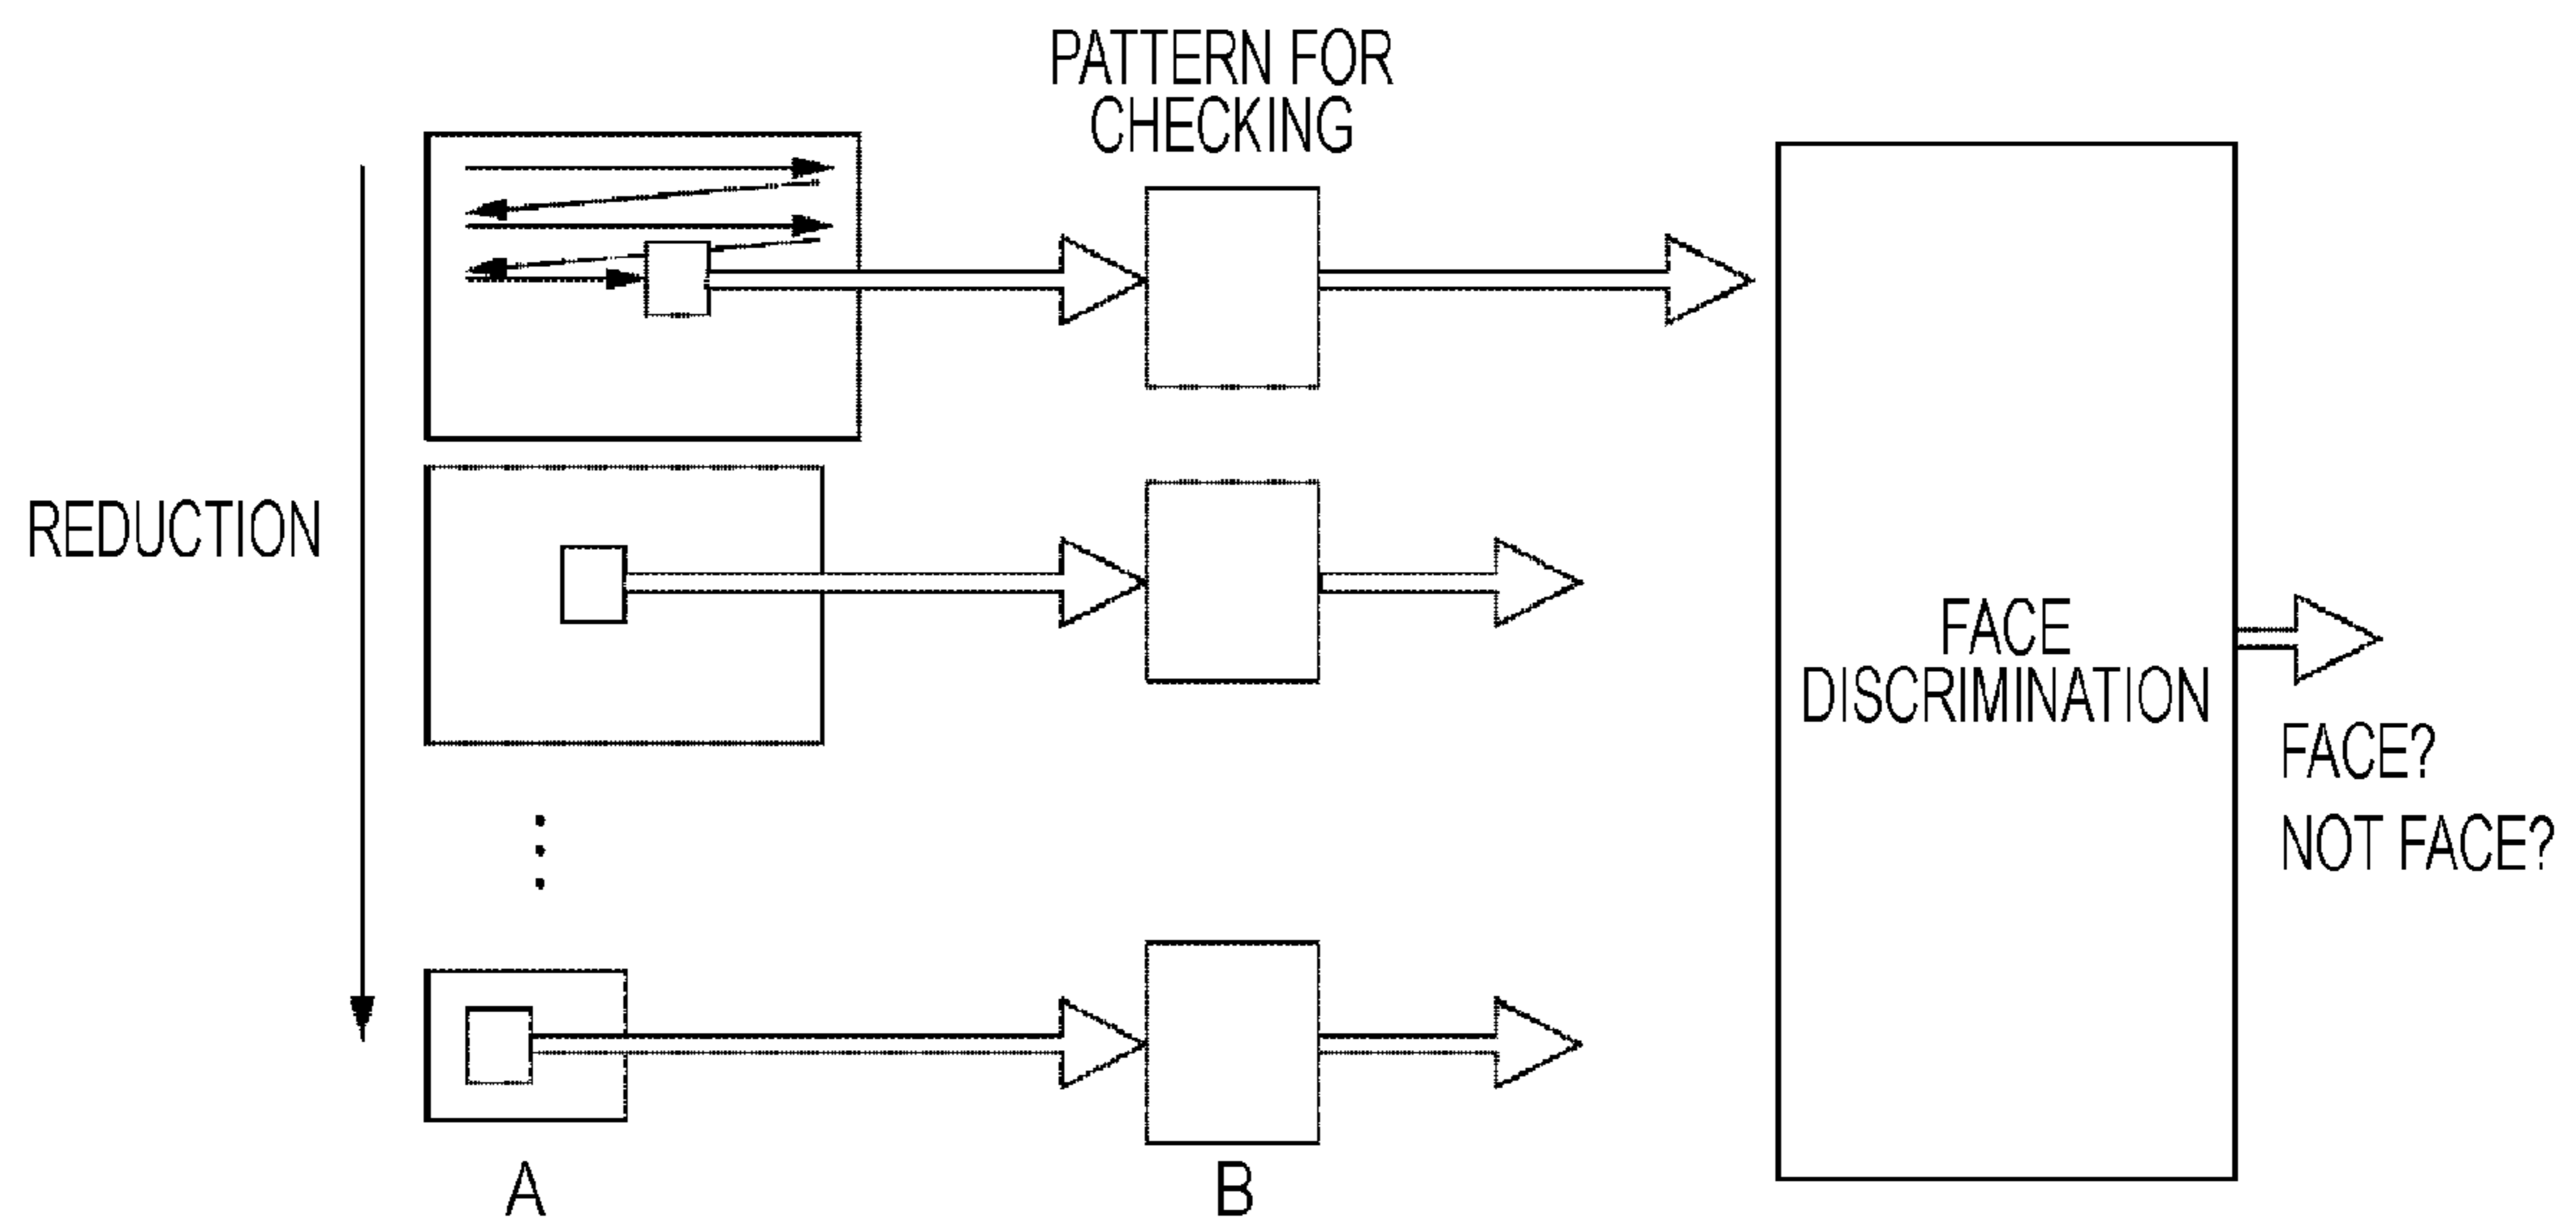 PATTERN FOR
CHECKING
REDUCTION
FACE
DISCRIMINATION
FACE?
NOT FACE?
A
B